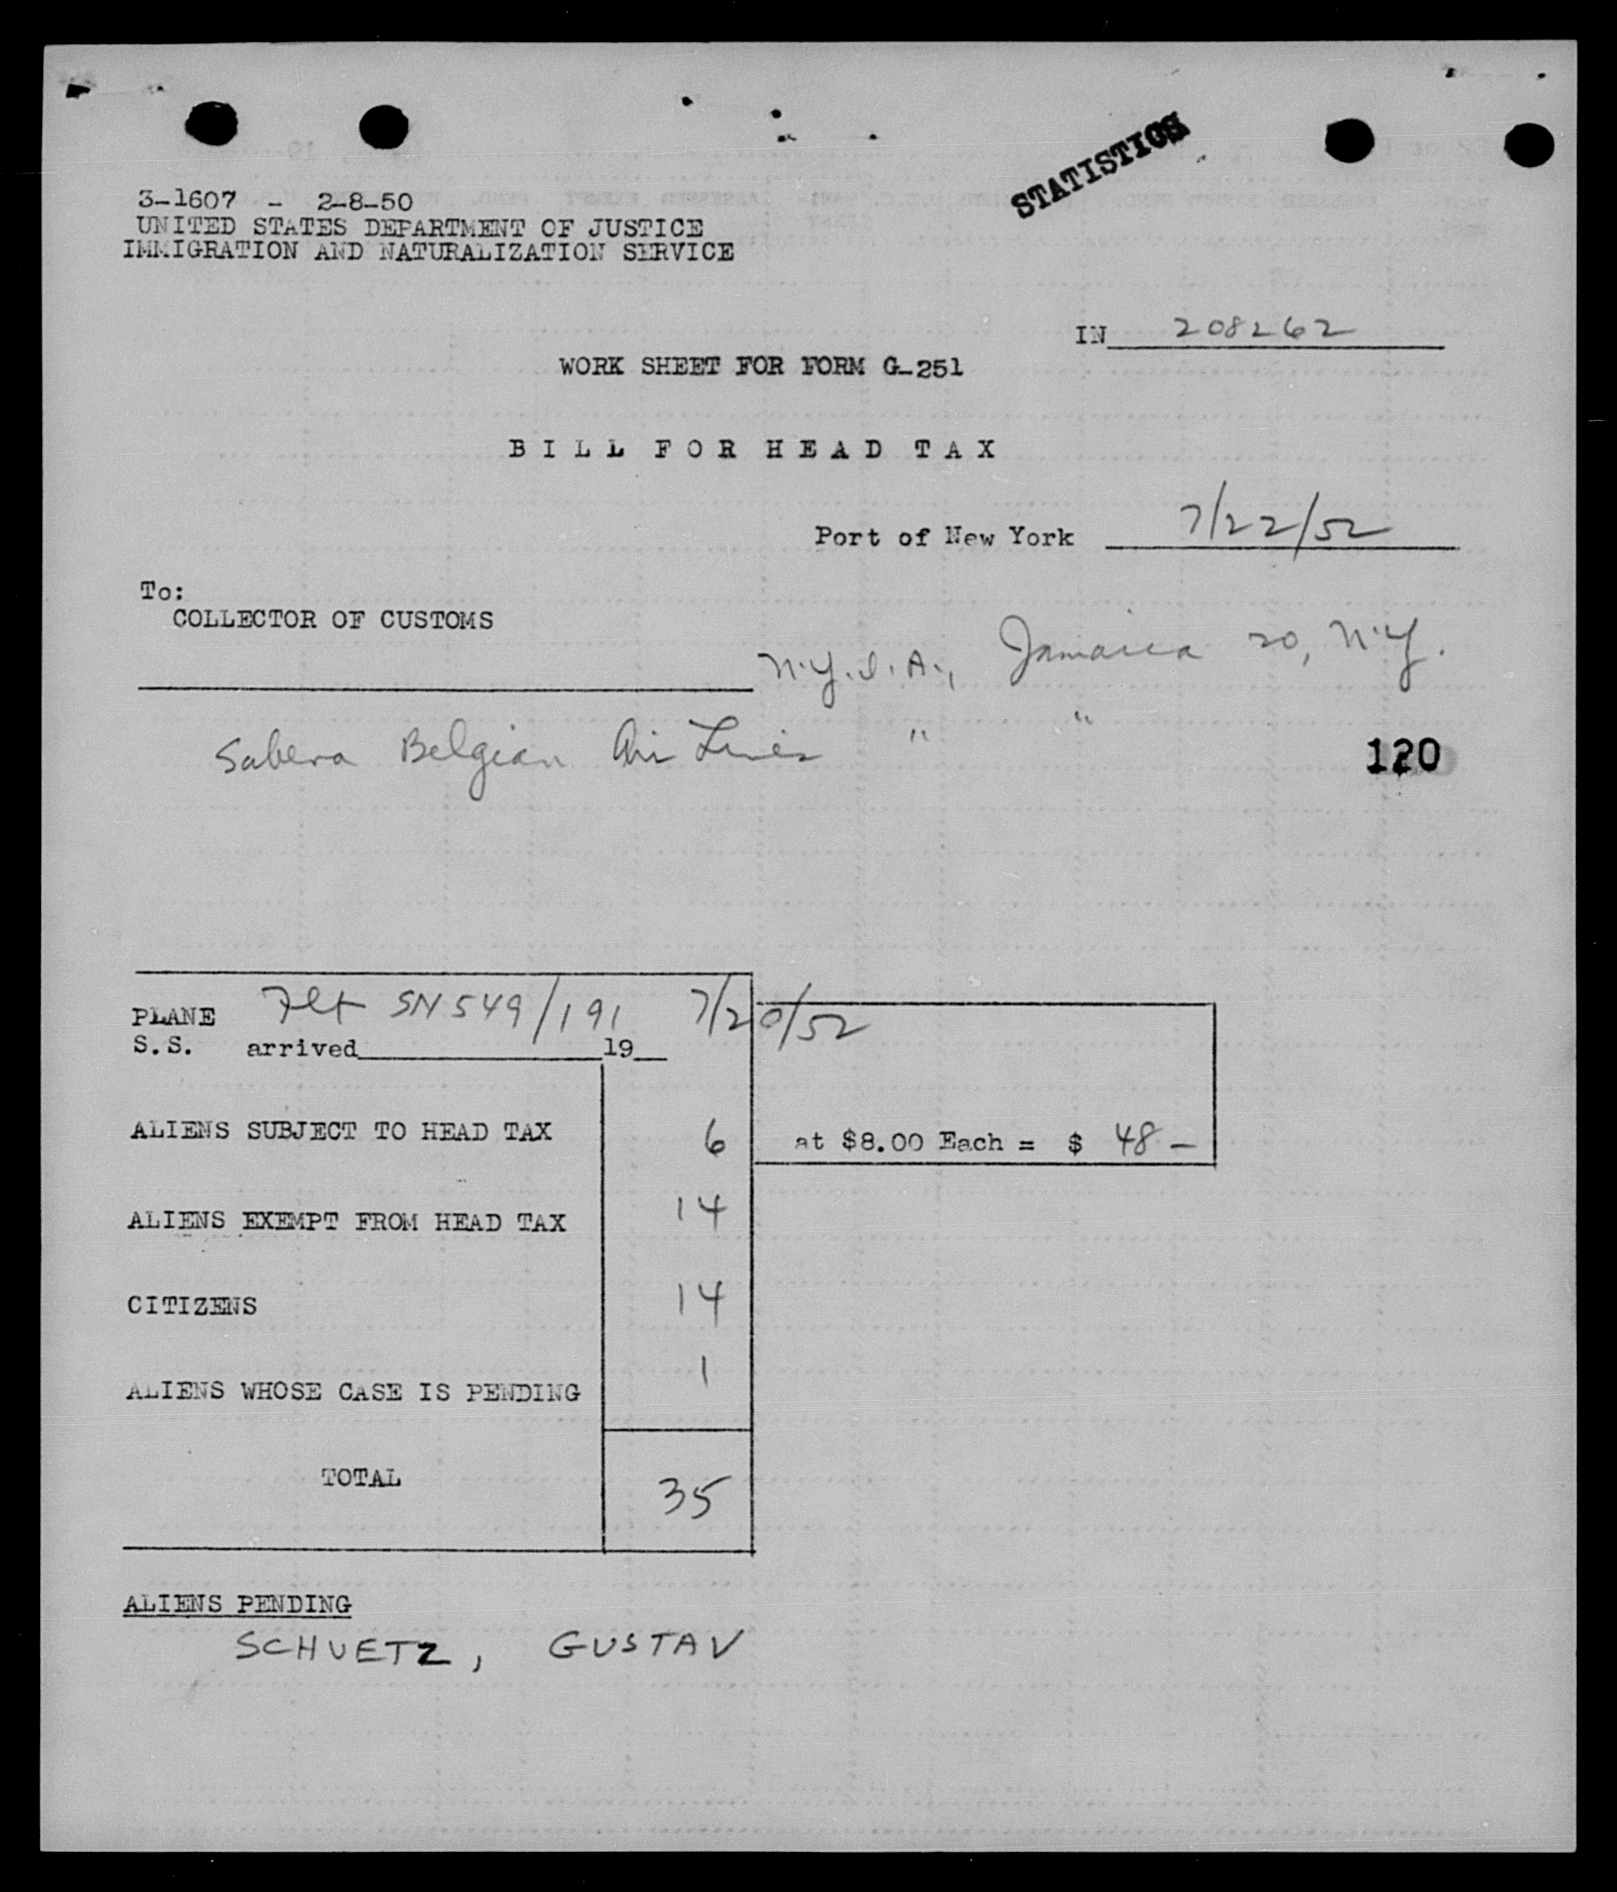 STATISTICS
3-1607 - 2-8-50
UNITED STATES DEPARTMENT OF JUSTICE
IMMIGRATION AND NATURALIZATION SERVICE
IN 208262
WORK SHEET FOR FORM G-251
BILL FOR HEAD TAX
Port of New York 7/22/52
To:
COLLECTOR OF CUSTOMS
N.Y.I.A., Jamaica 20, N.Y.
Sabena Belgian Air Lines " "
120
PLANE Flt SN549/191 7/20/52
S.S. arrived 19
ALIENS SUBJECT TO HEAD TAX 6 at $8.00 Each = $ 48-
ALIENS EXEMPT FROM HEAD TAX 14
CITIZENS 14
ALIENS WHOSE CASE IS PENDING 1
TOTAL 35
ALIENS PENDING
SCHUETZ, GUSTAV